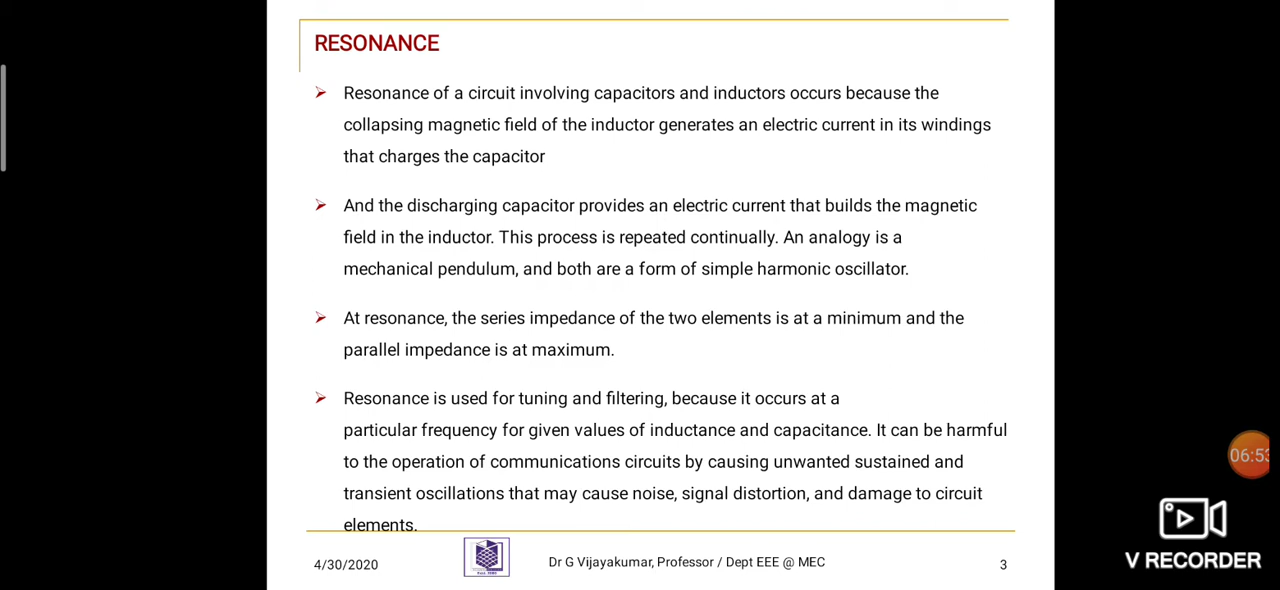 RESONANCE
Resonance of a circuit involving capacitors and inductors occurs because the
collapsing magnetic field of the inductor generates an electric current in its windings
that charges the capacitor
And the discharging capacitor provides an electric current that builds the magnetic
field in the inductor. This process is repeated continually. An analogy is a
mechanical pendulum, and both are a form of simple harmonic oscillator.
At resonance, the series impedance of the two elements is at a minimum and the
parallel impedance is at maximum.
Resonance is used for tuning and filtering, because it occurs at a
particular frequency for given values of inductance and capacitance. It can be harmful
to the operation of communications circuits by causing unwanted sustained and
transient oscillations that may cause noise, signal distortion, and damage to circuit
elements.
4/30/2020
Dr G Vijayakumar, Professor / Dept EEE @ MEC
3
06:53
V RECORDER